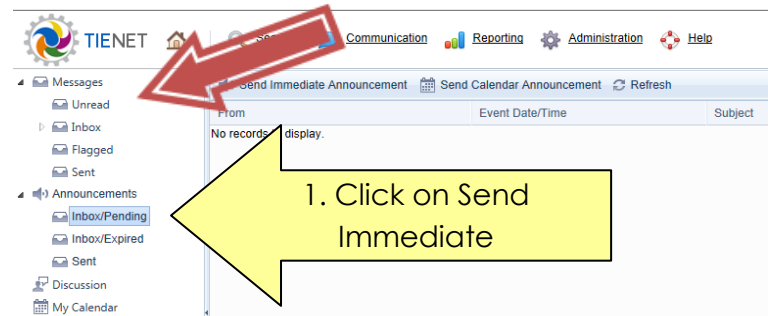 TIENET Communication Reporting Administration Help
Messages
Send Immediate Announcement Send Calendar Announcement Refresh
Unread
From Event Date/Time Subject
Inbox
No records display.
Flagged
Sent
Announcements
Inbox/Pending
Inbox/Expired
Sent
Discussion
My Calendar
1. Click on Send
Immediate